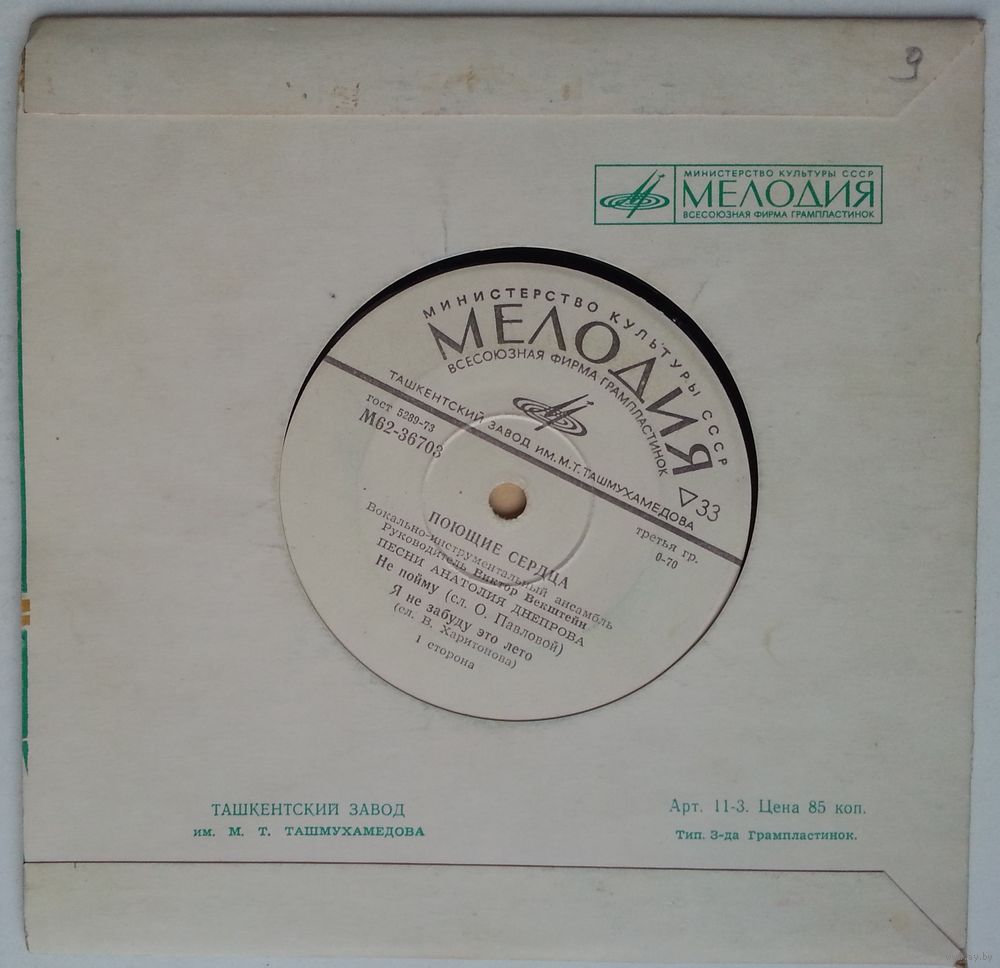 9
МИНИСТЕРСТВО КУЛЬТУРЫ СССР
МЕЛОДИЯ
ВСЕСОЮЗНАЯ ФИРМА ГРАМПЛАСТИНОК
МИНИСТЕРСТВО КУЛЬТУРЫ СССР
МЕЛОДИЯ
ВСЕСОЮЗНАЯ ФИРМА ГРАМПЛАСТИНОК
ТАШКЕНТСКИЙ ЗАВОД ИМ. М. Т. ТАШМУХАМЕДОВА
33
гост 5289-73
М62-36703
третья гр.
0-70
ПОЮЩИЕ СЕРДЦА
Вокально-инструментальный ансамбль
Руководитель Виктор Векштейн
ПЕСНИ АНАТОЛИЯ ДНЕПРОВА
Не пойму (сл. О. Павловой)
Я не забуду это лето
(сл. В. Харитонова)
1 сторона
ТАШКЕНТСКИЙ ЗАВОД
им. М. Т. ТАШМУХАМЕДОВА
Арт. 11-3. Цена 85 коп.
Тип. З-да Грампластинок.